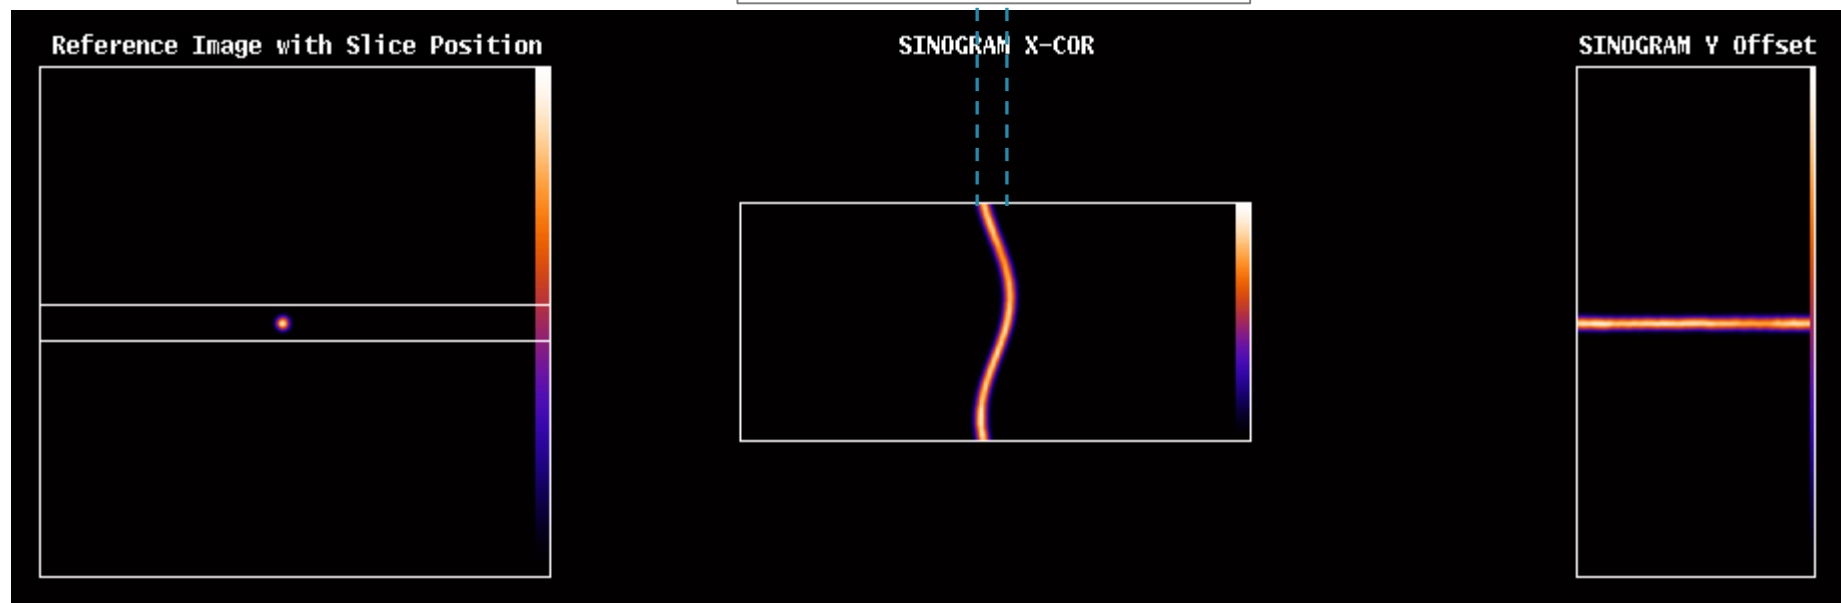 Reference Image with Slice Position
SINOGRAM X-COR
SINOGRAM Y Offset